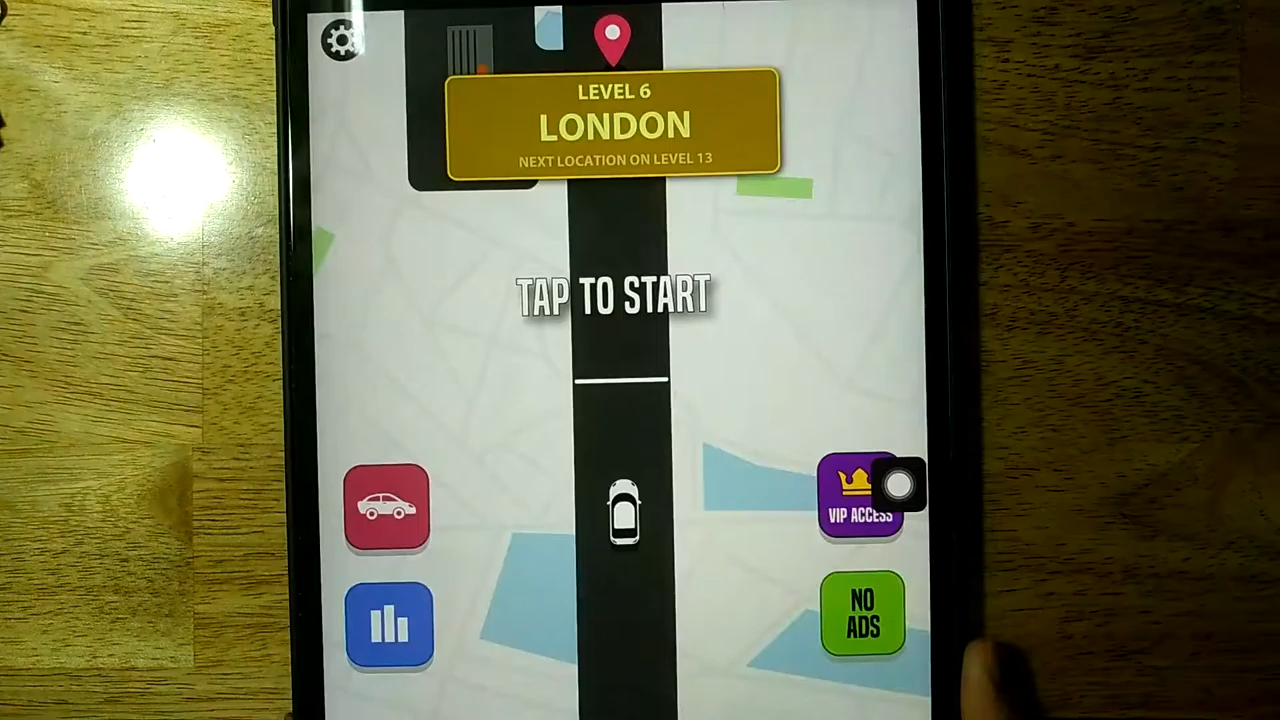 LEVEL 6
LONDON
NEXT LOCATION ON LEVEL 13
TAP TO START
VIP ACCESS
NO
ADS